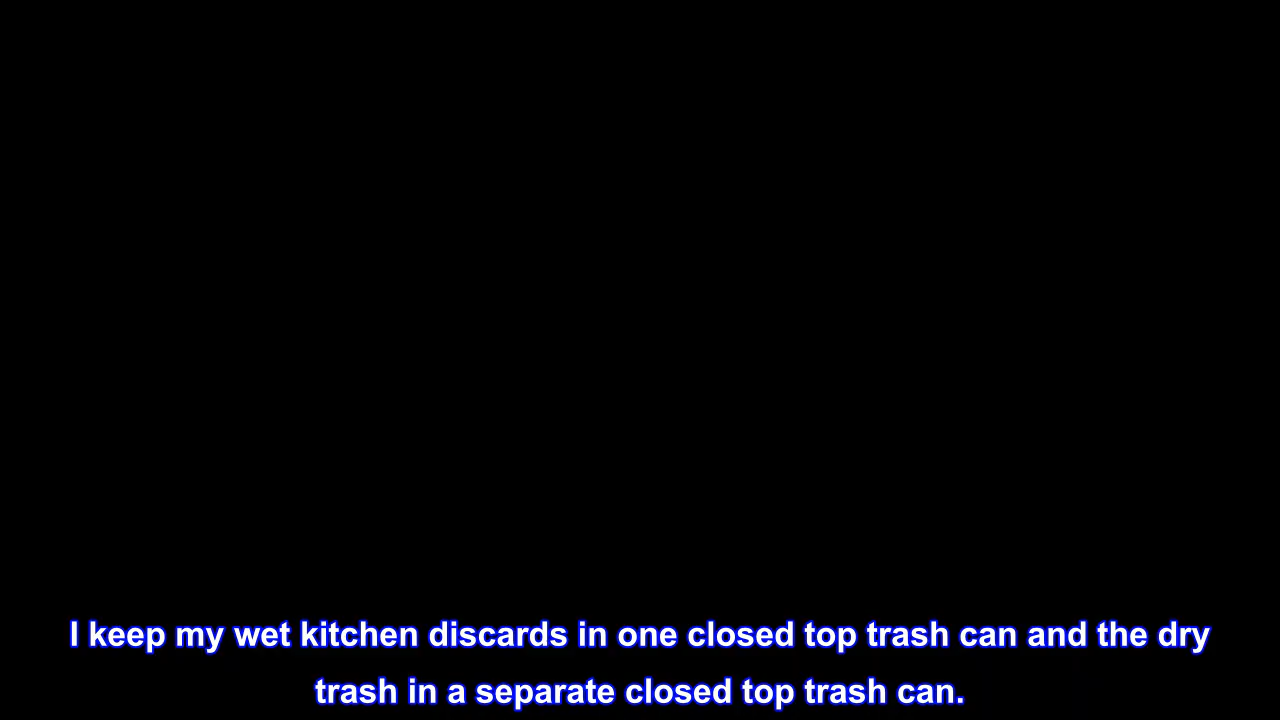 I keep my wet kitchen discards in one closed top trash can and the dry
trash in a separate closed top trash can.